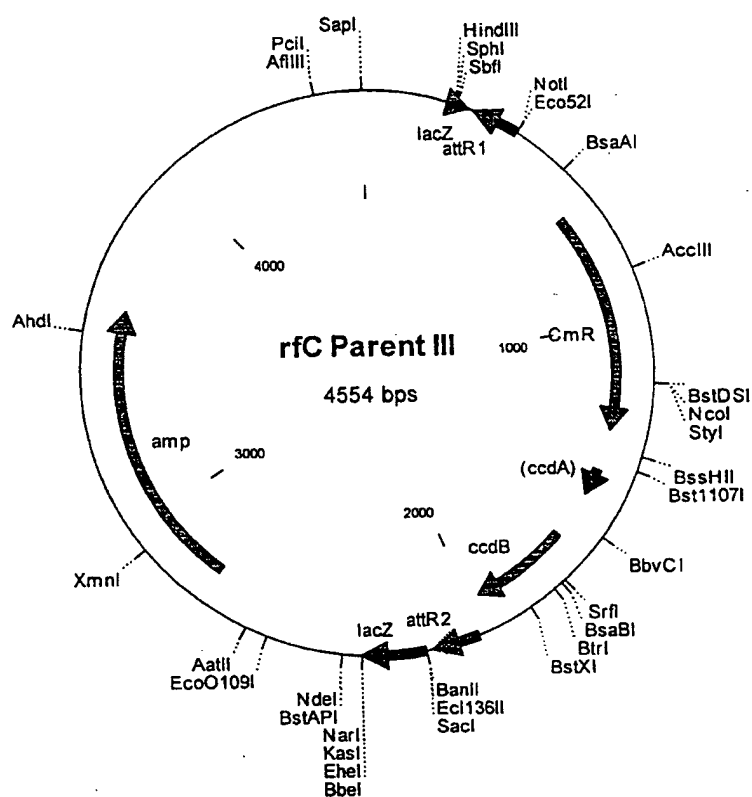 SapI
PciI
AflIII
HindIII
SphI
SbfI
NotI
Eco52I
lacZ
attR1
BsaAI
4000
AccIII
AhdI
rfC Parent III
4554 bps
1000
CmR
BstDSI
NcoI
StyI
amp
3000
(ccdA)
BssHII
Bst1107I
2000
ccdB
BbvCI
XmnI
SrfI
BsaBI
BtrI
BstXI
lacZ
attR2
AatII
EcoO109I
NdeI
BstAPI
BanII
Ecl136II
SacI
NarI
KasI
EheI
BbeI